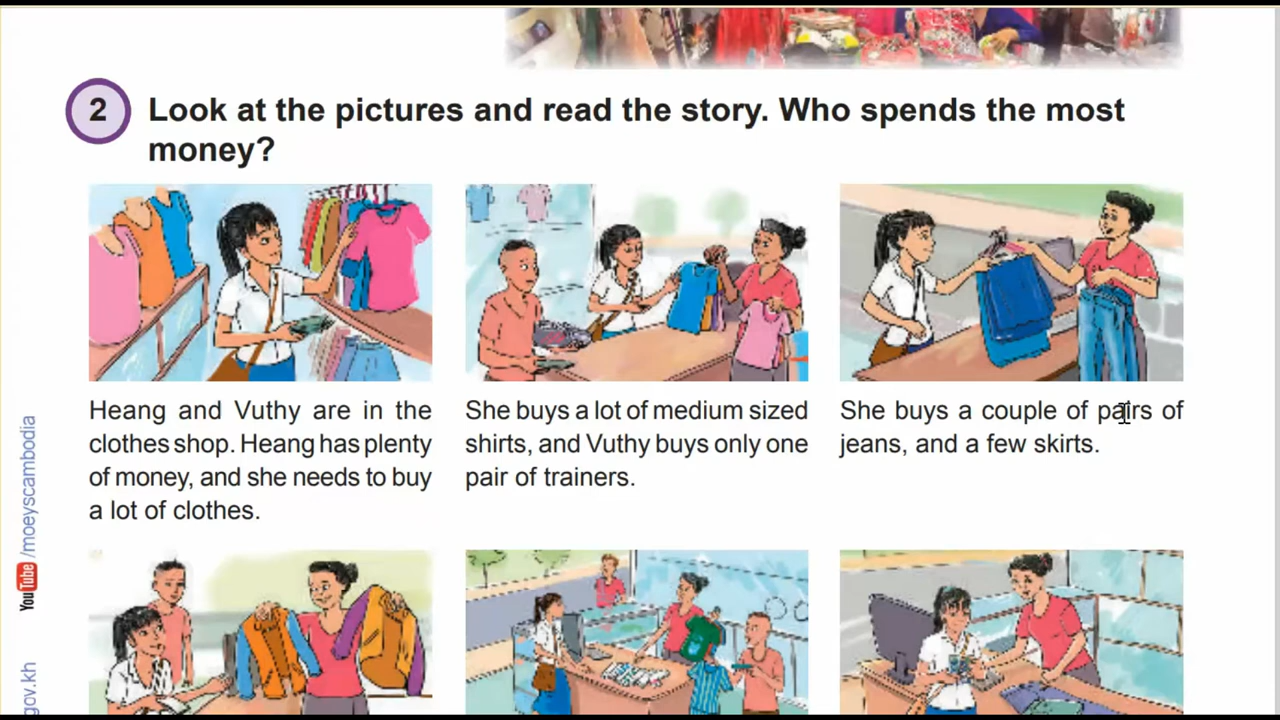 2
Look at the pictures and read the story. Who spends the most
money?
Heang and Vuthy are in the
clothes shop. Heang has plenty
of money, and she needs to buy
a lot of clothes.
She buys a lot of medium sized
shirts, and Vuthy buys only one
pair of trainers.
She buys a couple of pairs of
jeans, and a few skirts.
YouTube /moeyscambodia
gov.kh